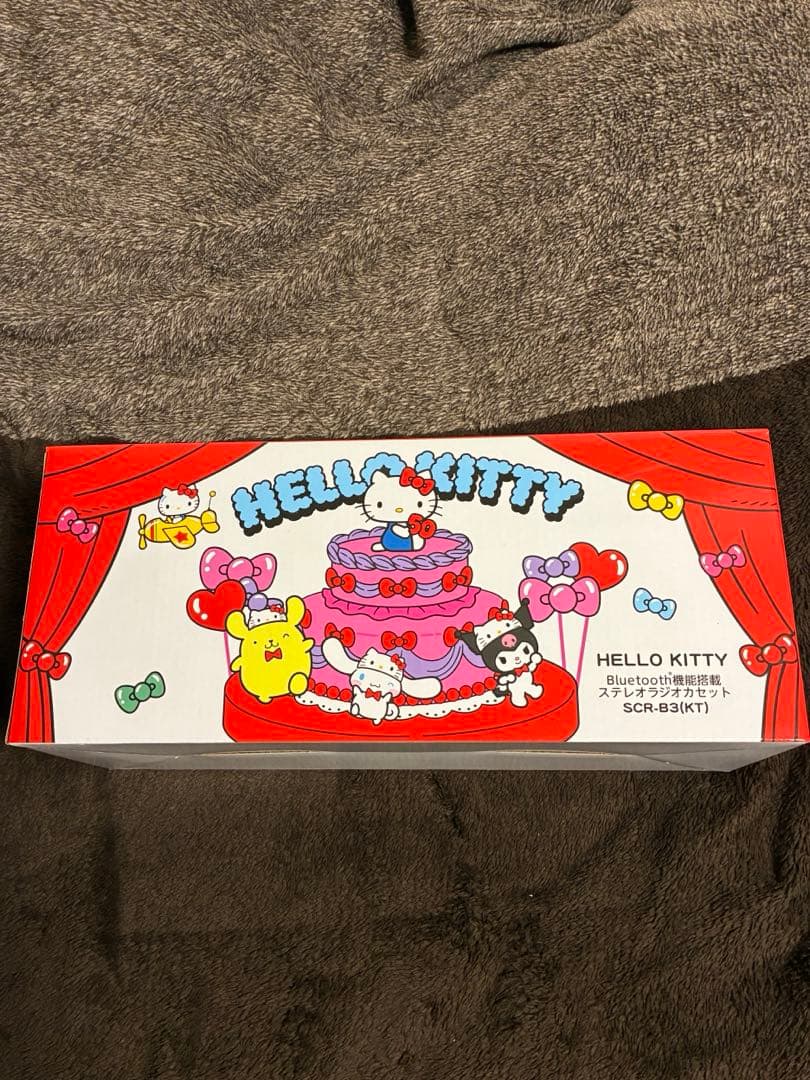 HELLO KITTY
50
HELLO KITTY
Bluetooth機能搭載
ステレオラジオカセット
SCR-B3(KT)